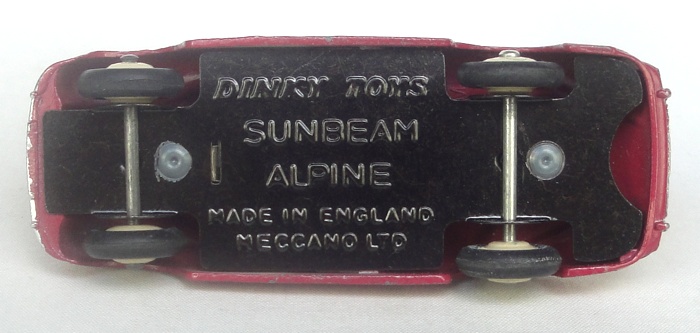 DINKY TOYS
SUNBEAM
ALPINE
MADE IN ENGLAND
MECCANO LTD